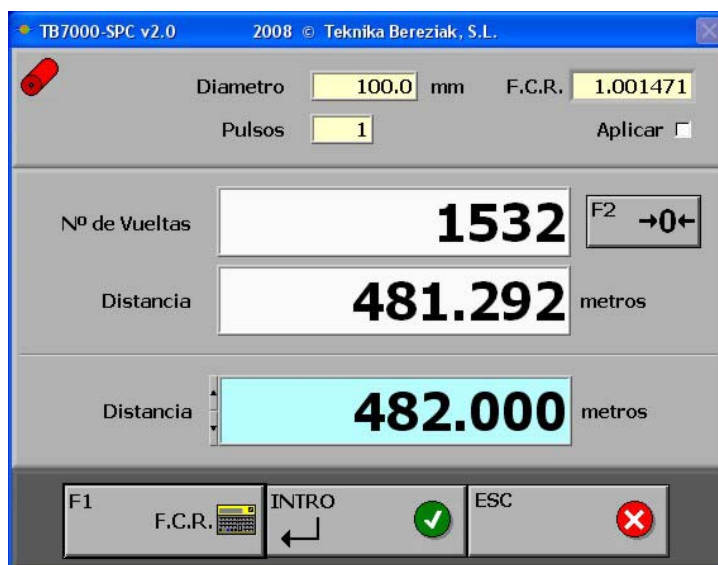 TB7000-SPC v2.0 2008 © Teknika Bereziak, S.L.
Diametro 100.0 mm F.C.R. 1.001471
Pulsos 1 Aplicar
Nº de Vueltas 1532 F2 →0←
Distancia 481.292 metros
Distancia 482.000 metros
F1 F.C.R. INTRO ESC